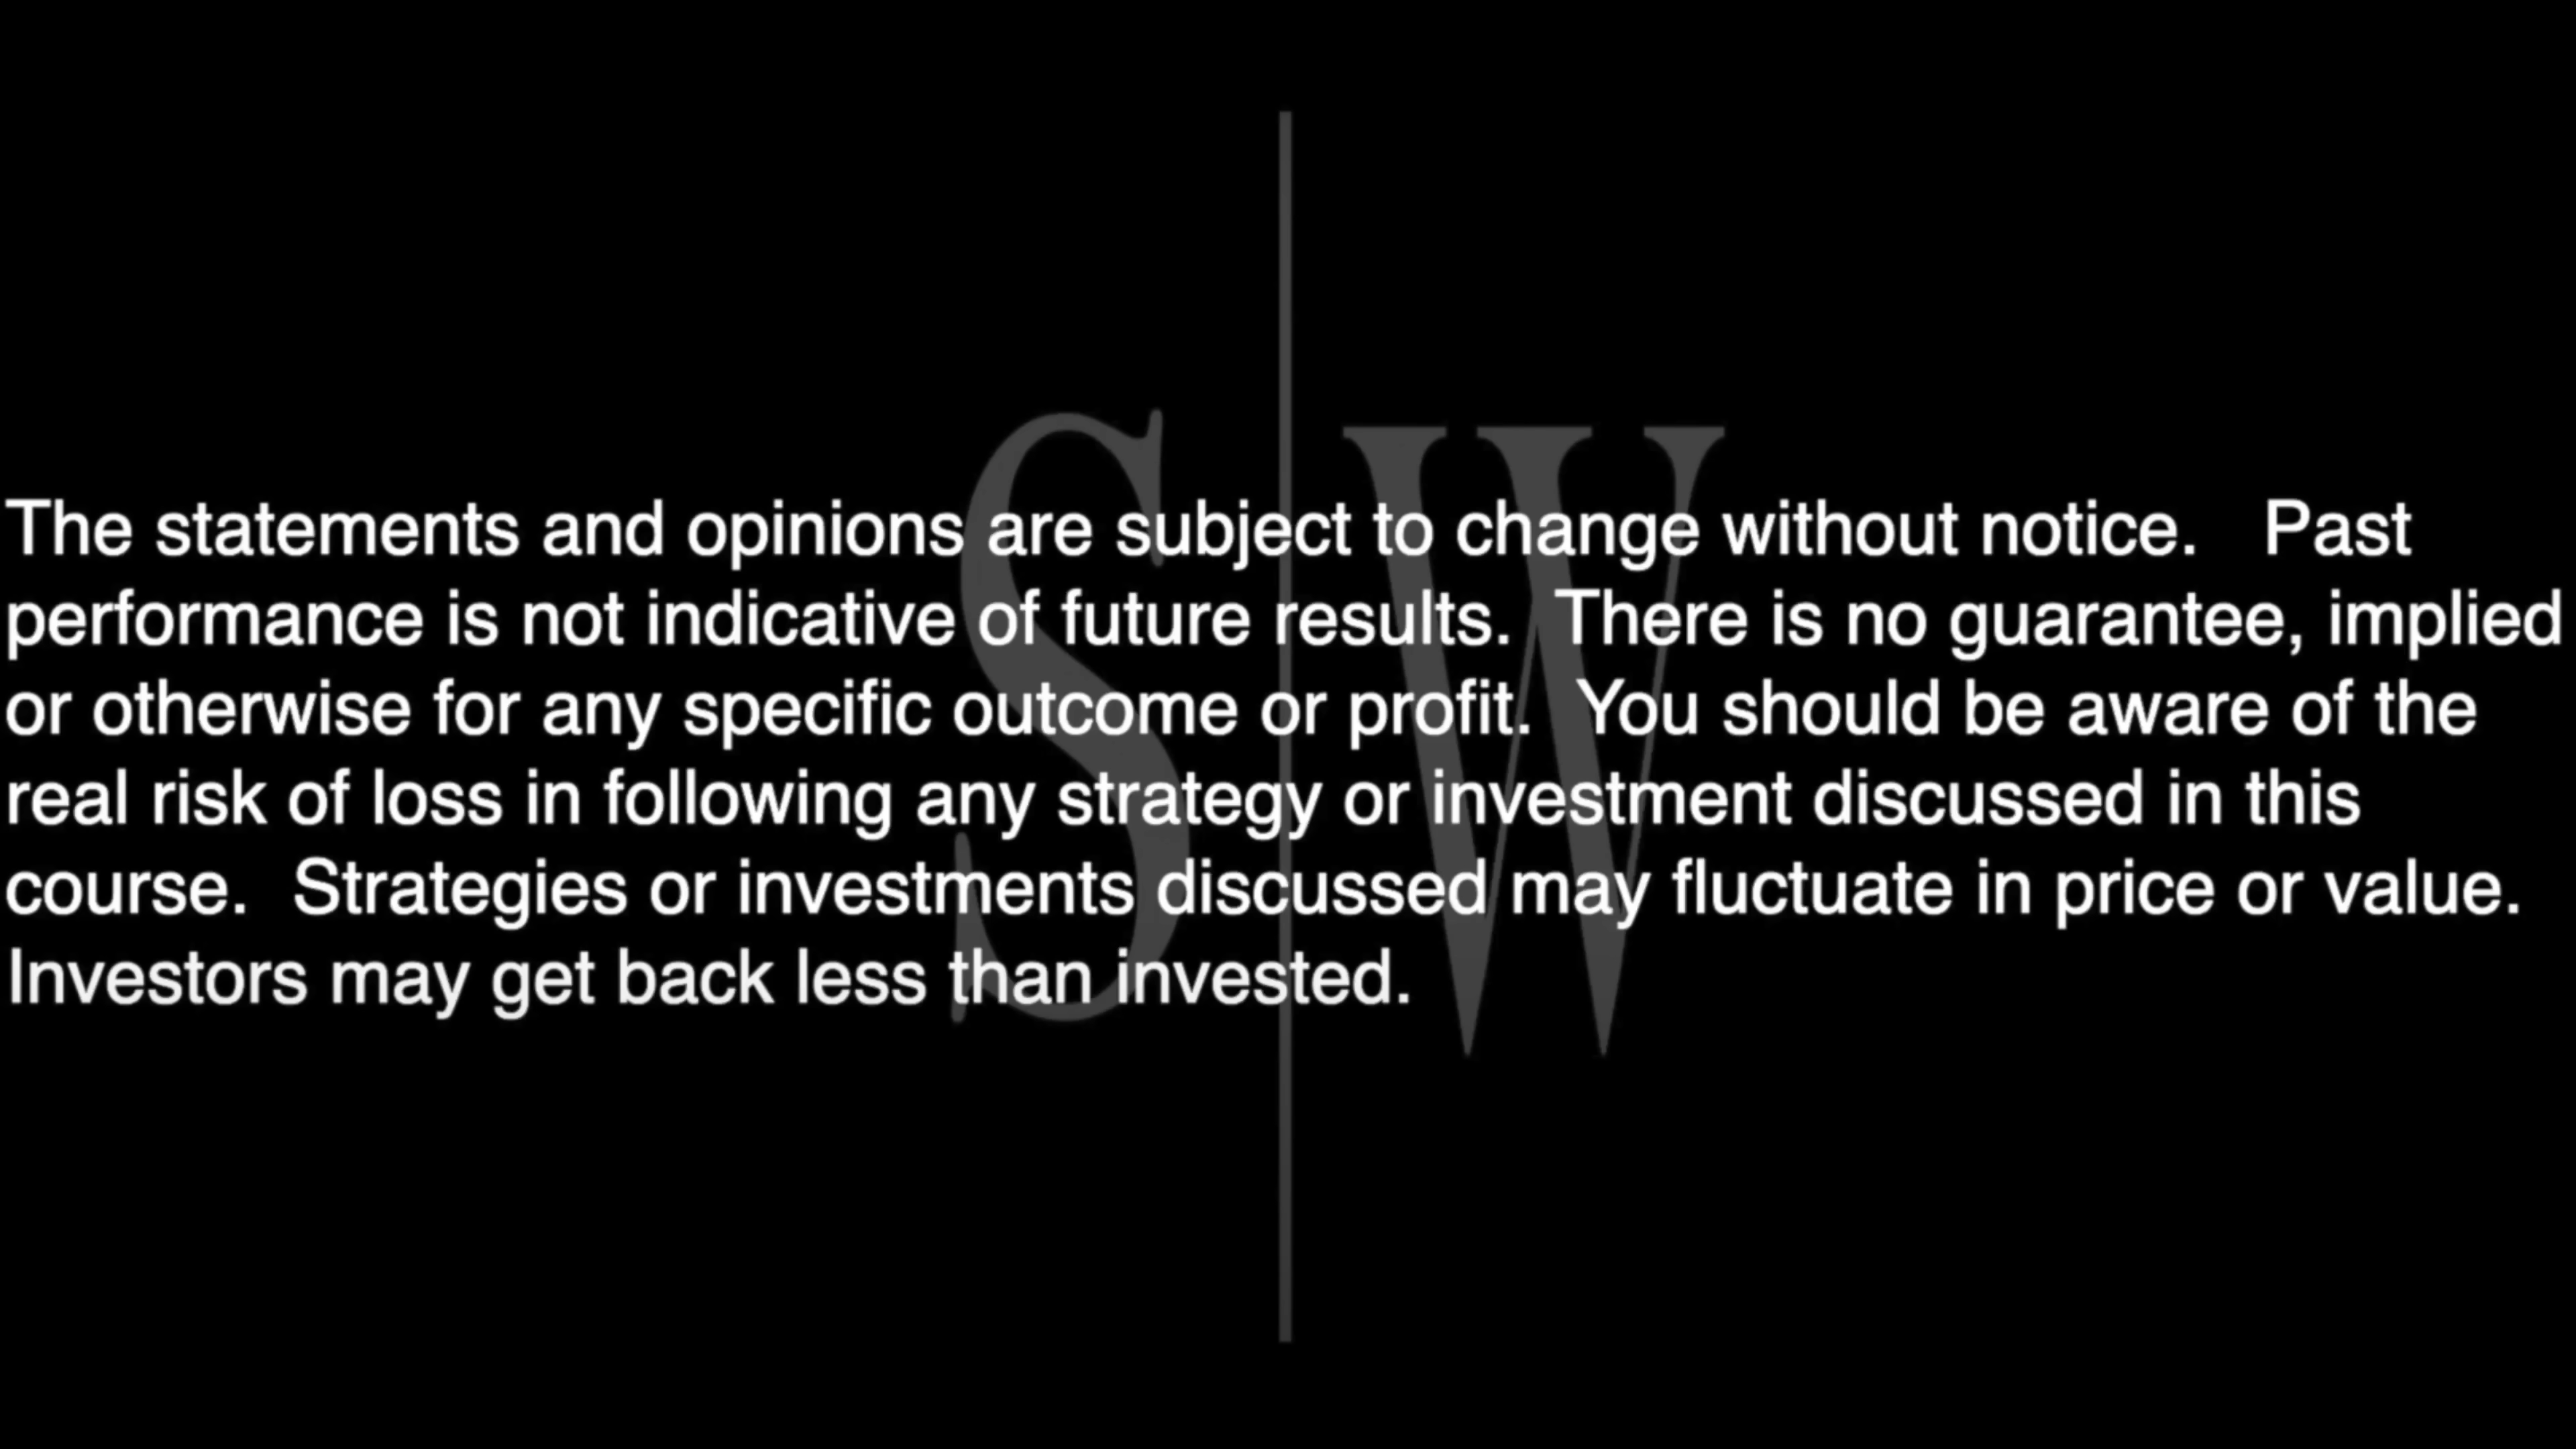 S W
The statements and opinions are subject to change without notice.   Past
performance is not indicative of future results.  There is no guarantee, implied
or otherwise for any specific outcome or profit.  You should be aware of the
real risk of loss in following any strategy or investment discussed in this
course.  Strategies or investments discussed may fluctuate in price or value.
Investors may get back less than invested.